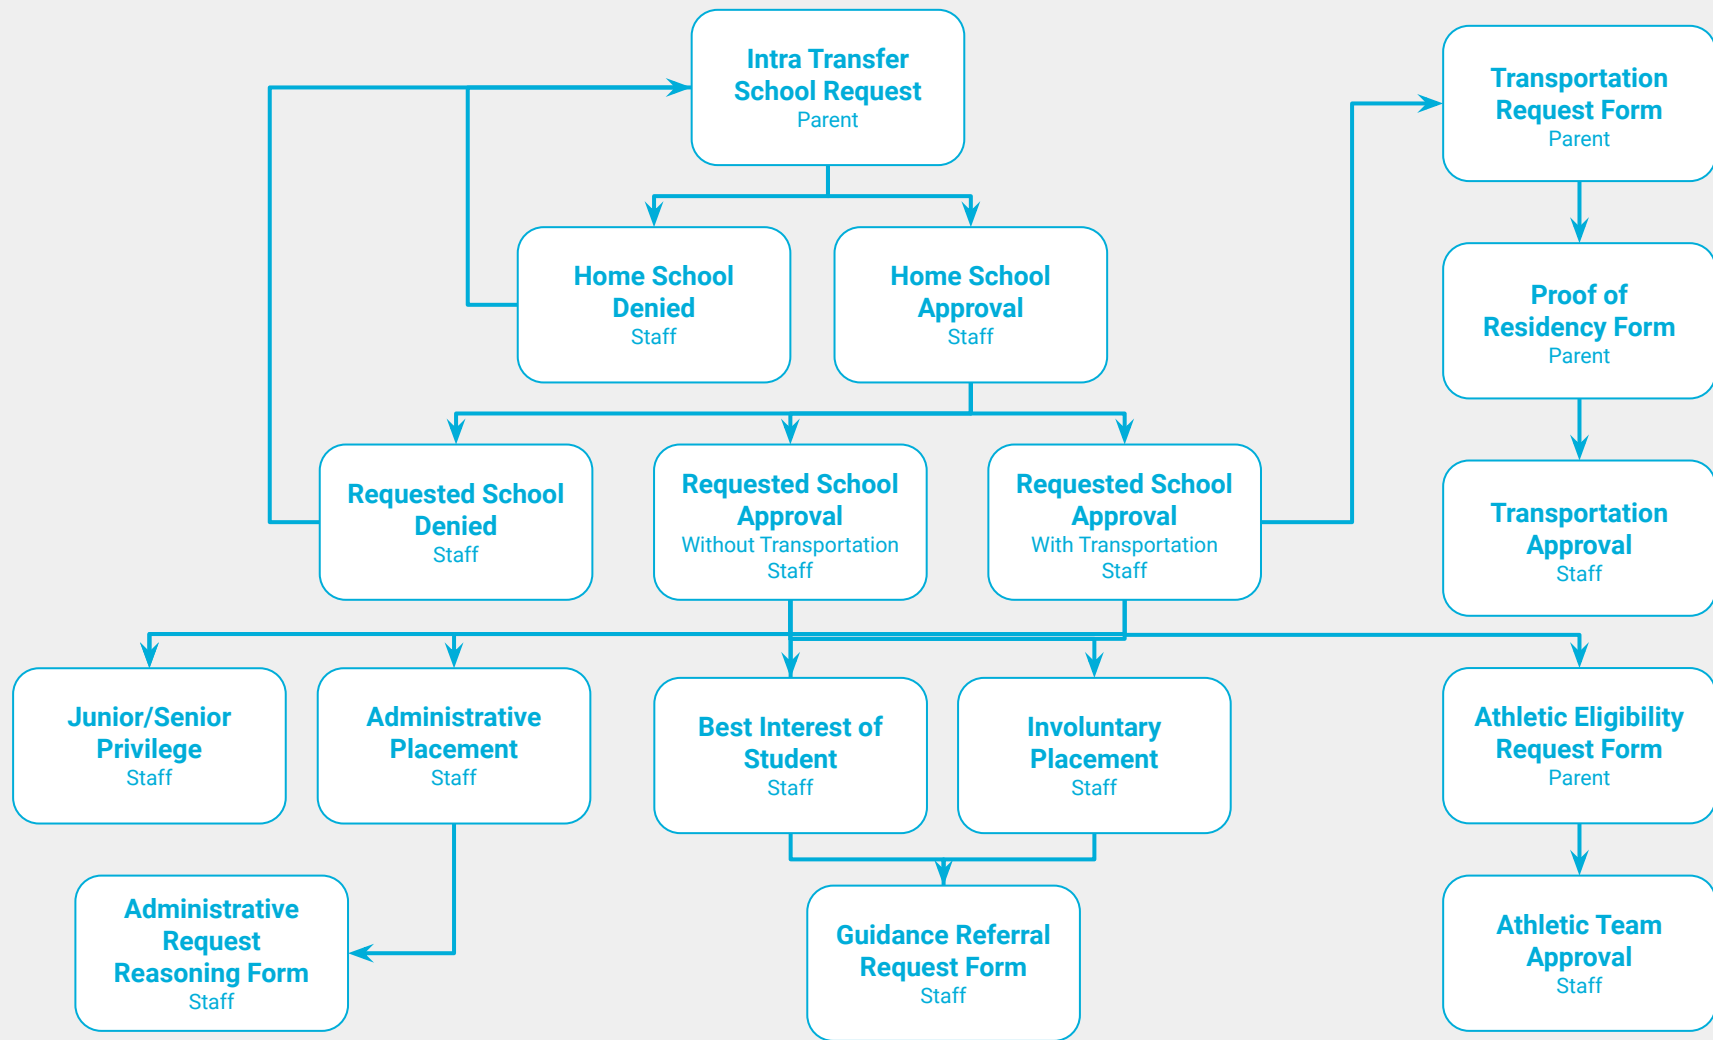 Intra Transfer
School Request
Parent
Transportation
Request Form
Parent
Home School
Denied
Staff
Home School
Approval
Staff
Proof of
Residency Form
Parent
Requested School
Denied
Staff
Requested School
Approval
Without Transportation
Staff
Requested School
Approval
With Transportation
Staff
Transportation
Approval
Staff
Junior/Senior
Privilege
Staff
Administrative
Placement
Staff
Best Interest of
Student
Staff
Involuntary
Placement
Staff
Athletic Eligibility
Request Form
Parent
Administrative
Request
Reasoning Form
Staff
Guidance Referral
Request Form
Staff
Athletic Team
Approval
Staff